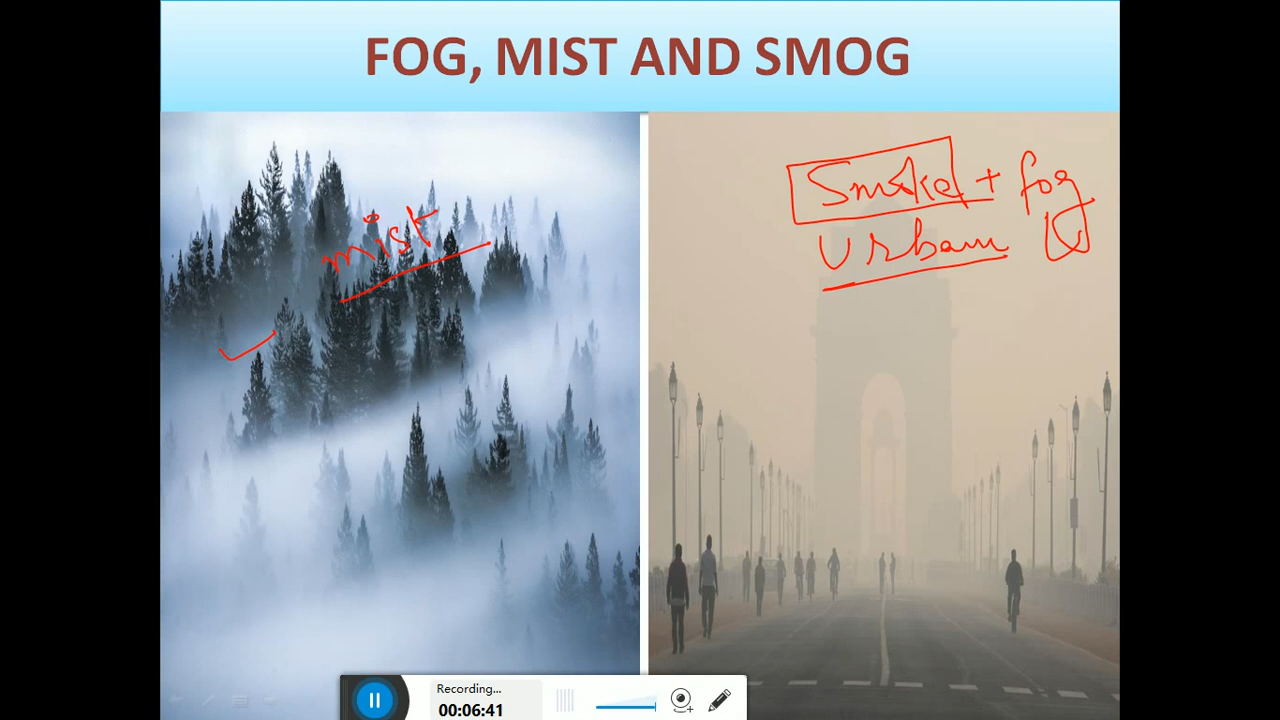 FOG, MIST AND SMOG
mist
Smoke + fog
Urban
Recording...
00:06:41